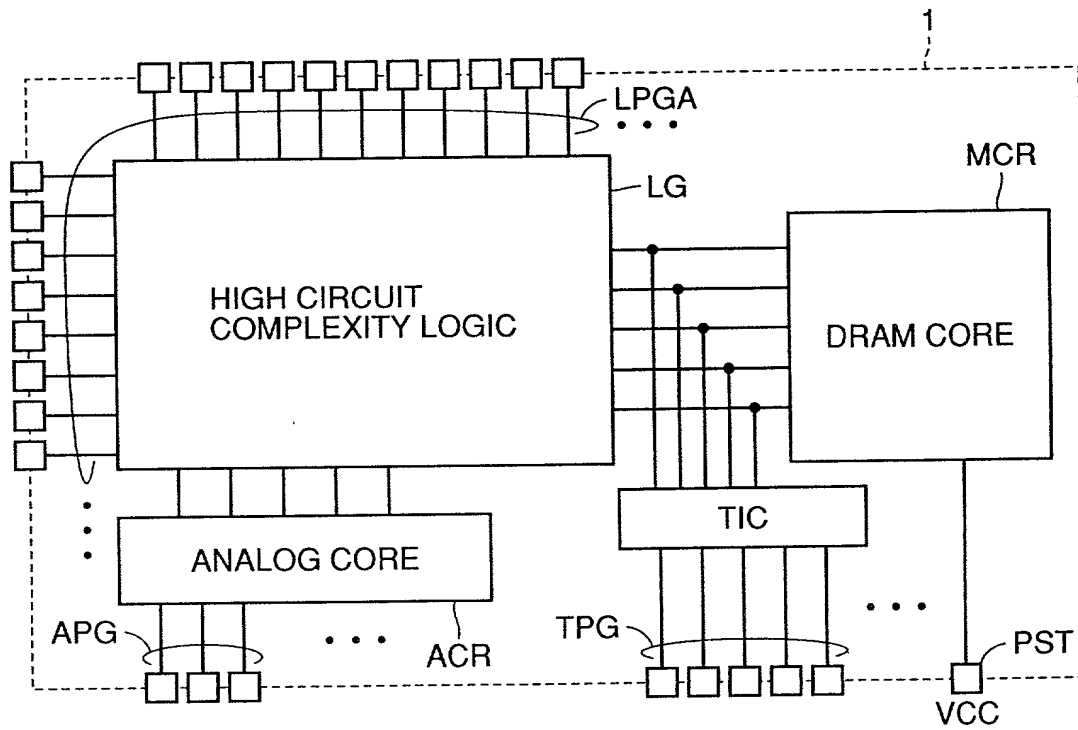 1
LPGA
LG
MCR
HIGH CIRCUIT
COMPLEXITY LOGIC
DRAM CORE
TIC
ANALOG CORE
APG
ACR
TPG
PST
VCC